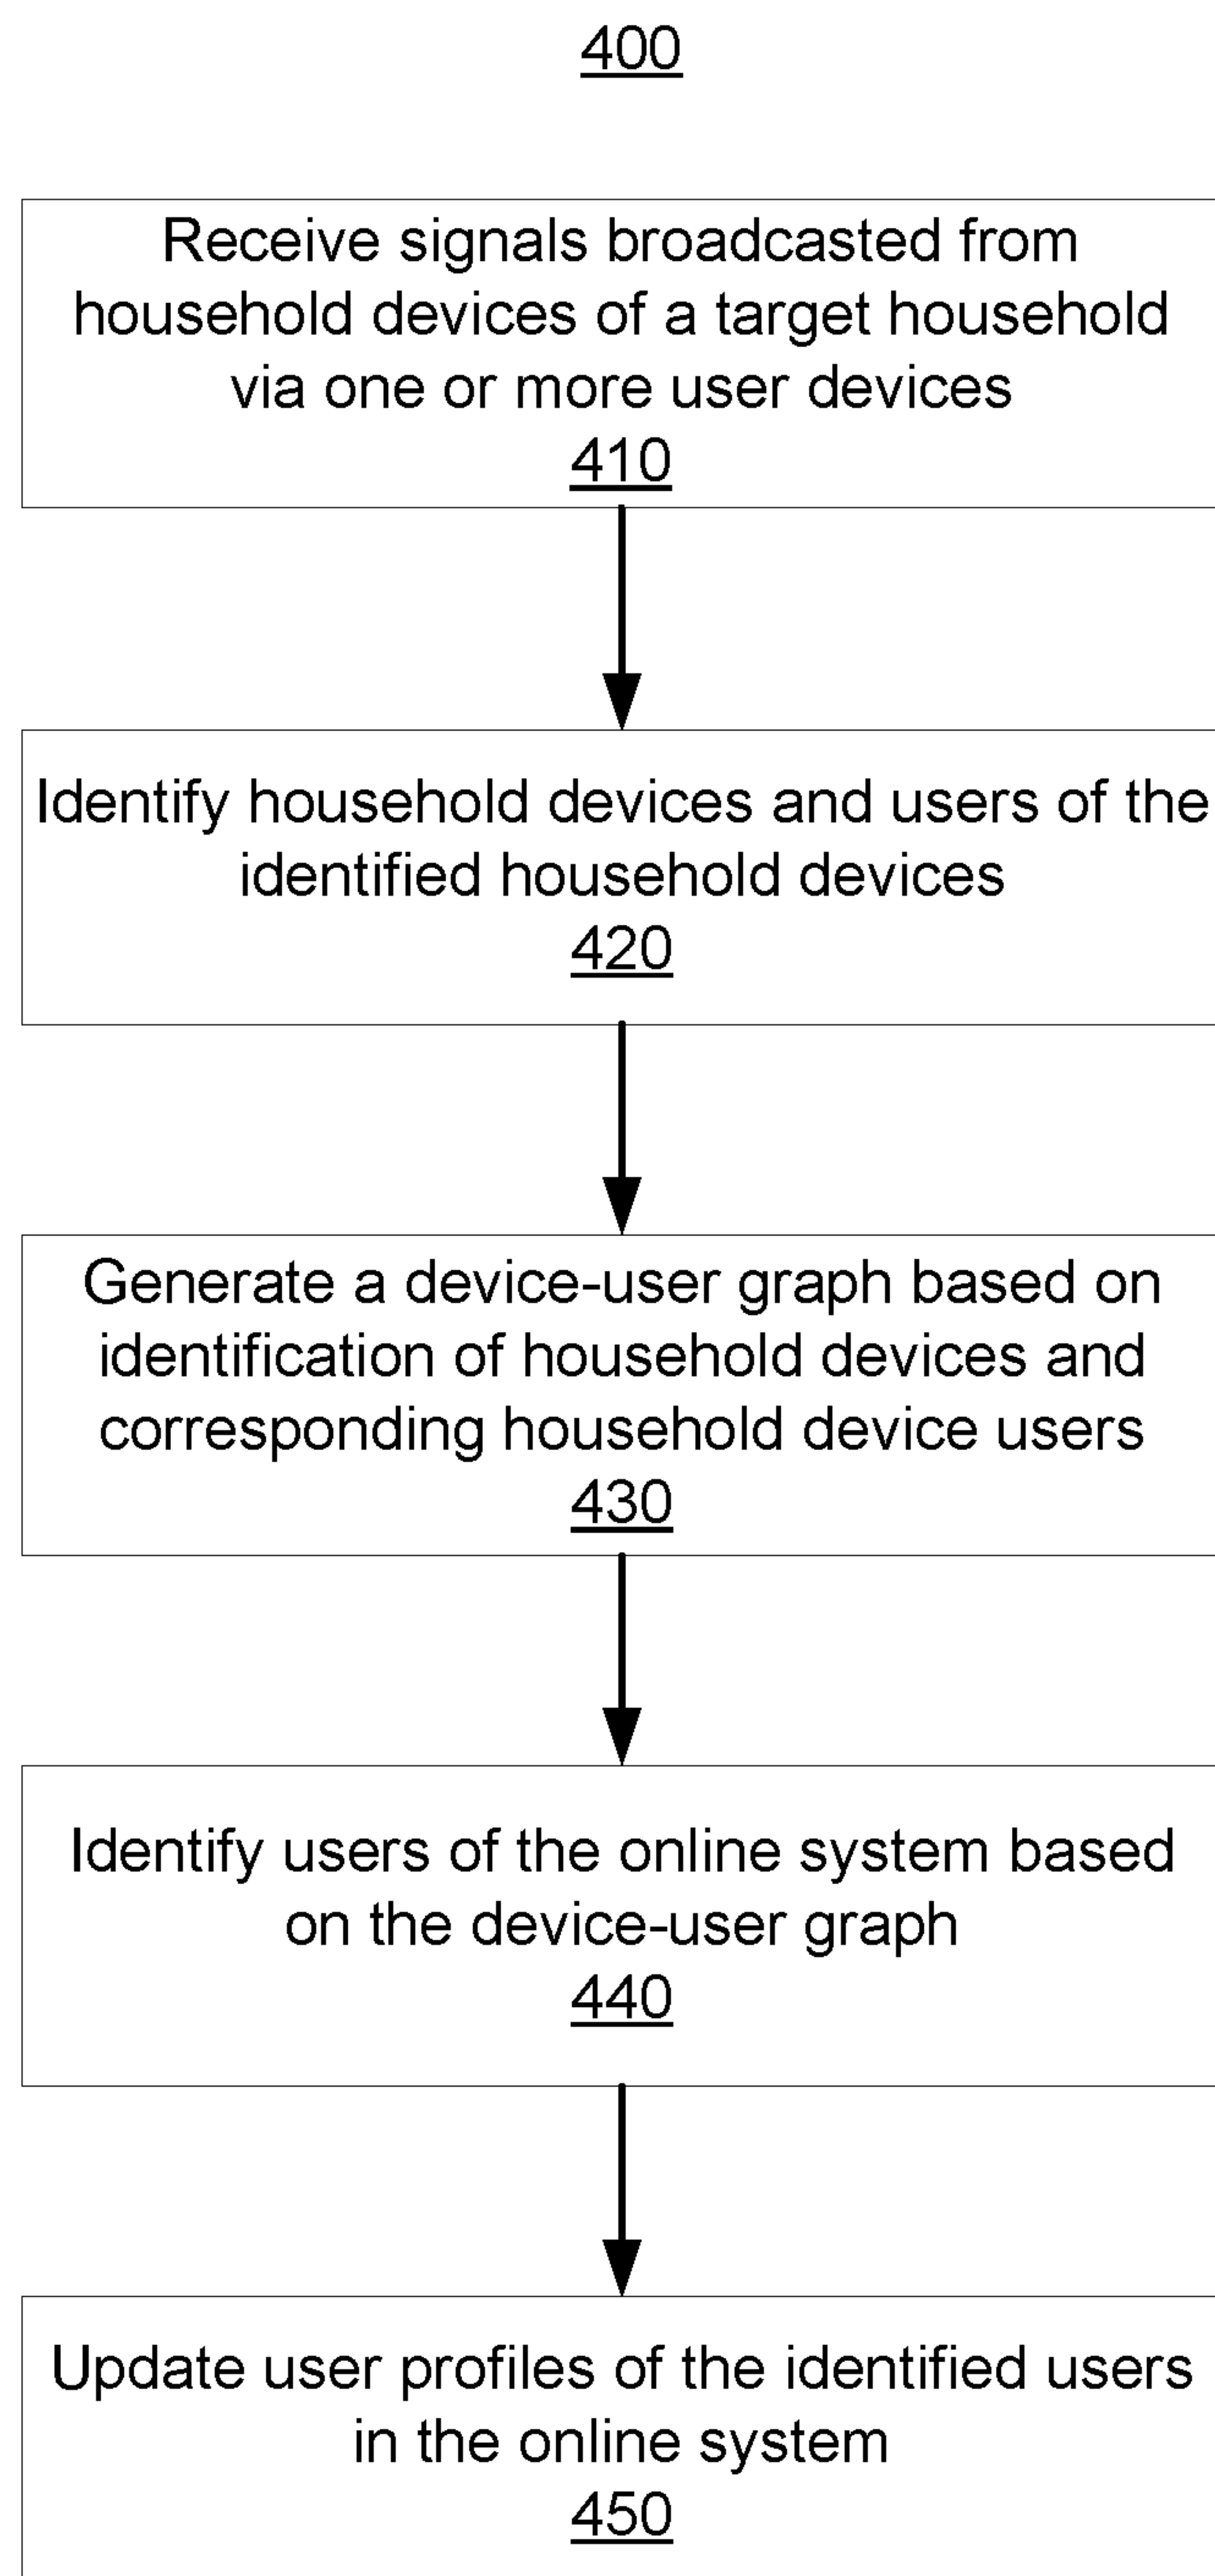 400
Receive signals broadcasted from
household devices of a target household
via one or more user devices
410
Identify household devices and users of the
identified household devices
420
Generate a device-user graph based on
identification of household devices and
corresponding household device users
430
Identify users of the online system based
on the device-user graph
440
Update user profiles of the identified users
in the online system
450